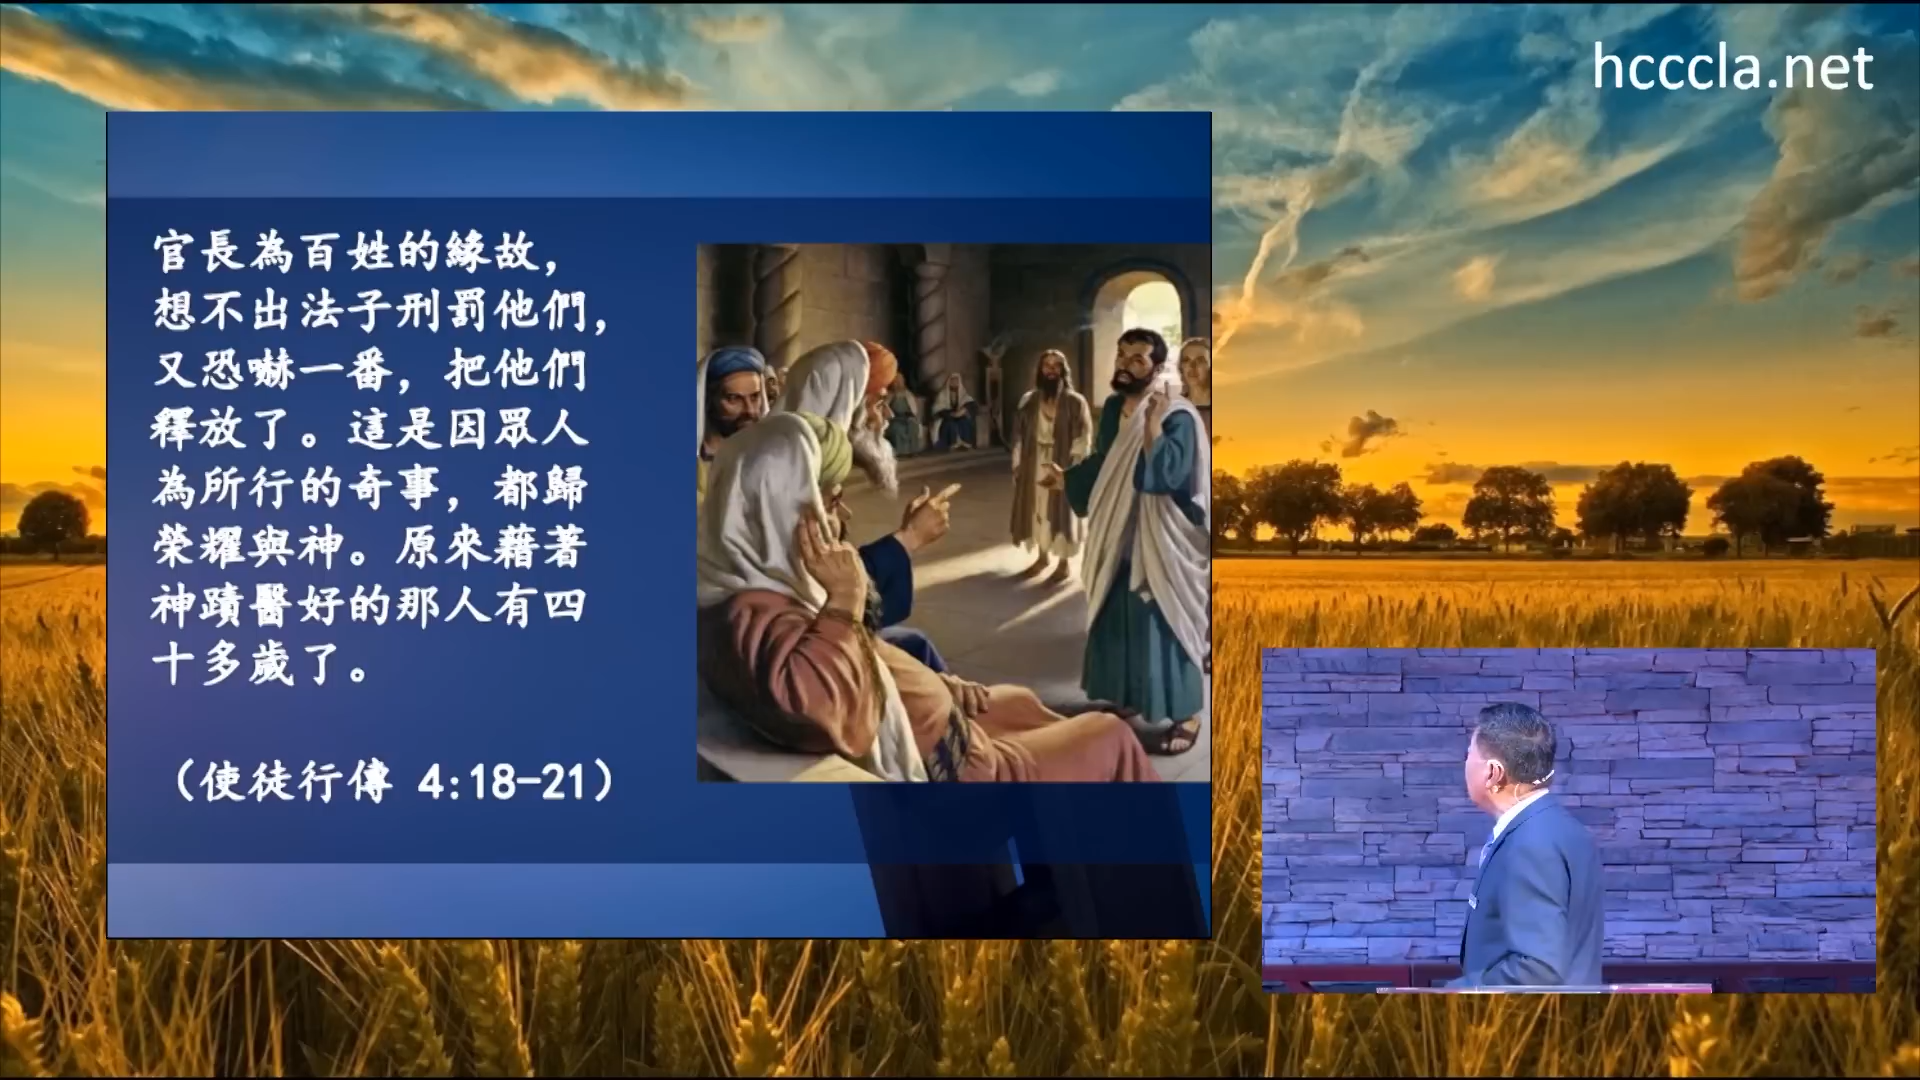 hcccla.net
官長為百姓的緣故，
想不出法子刑罰他們，
又恐嚇一番，把他們
釋放了。這是因眾人
為所行的奇事，都歸
榮耀與神。原來藉著
神蹟醫好的那人有四
十多歲了。
（使徒行傳 4:18-21）